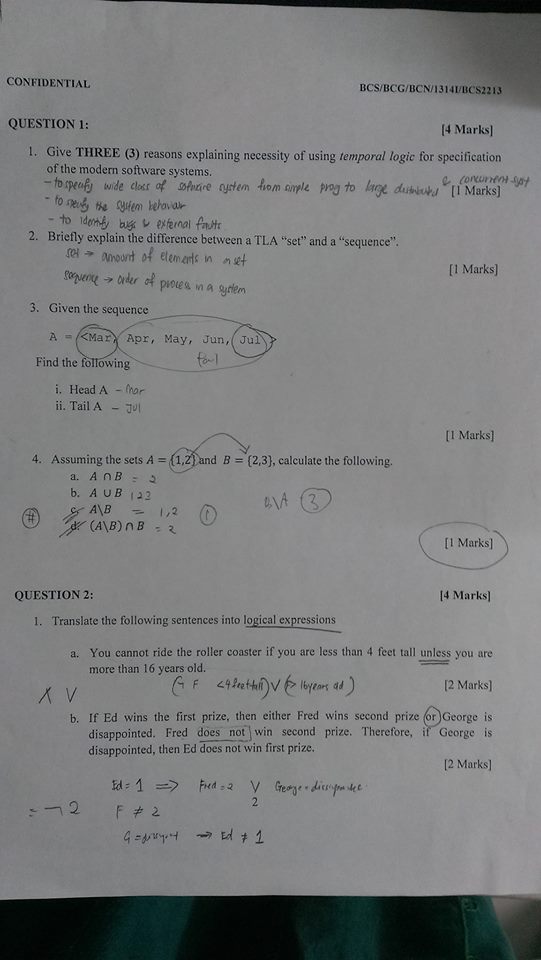 CONFIDENTIAL
BCS/BCG/BCN/1314I/BCS2213
QUESTION 1:
[4 Marks]
1. Give THREE (3) reasons explaining necessity of using temporal logic for specification
of the modern software systems.
- to specify wide class of software system from simple prog to large distributed & concurrent syst
[1 Marks]
- to specify the system behavior
- to identify bugs & external faults
2. Briefly explain the difference between a TLA "set" and a "sequence".
set → amount of elements in a set
[1 Marks]
sequence → order of process in a system
3. Given the sequence
A = <Mar, Apr, May, Jun, Jul>
tail
Find the following
i. Head A - mar
ii. Tail A - Jul
[1 Marks]
4. Assuming the sets A = {1,2} and B = {2,3}, calculate the following.
a. A ∩ B = 2
b. A ∪ B 123
c. A\B = 1,2
① B\A ③
d. (A\B) ∩ B = 2
#
[1 Marks]
QUESTION 2:
[4 Marks]
1. Translate the following sentences into logical expressions
a. You cannot ride the roller coaster if you are less than 4 feet tall unless you are
more than 16 years old.
<4 feet tall) V (> 16 years old)
[2 Marks]
V
b. If Ed wins the first prize, then either Fred wins second prize or George is
disappointed. Fred does not win second prize. Therefore, if George is
disappointed, then Ed does not win first prize.
[2 Marks]
Ed = 1 ⟹ Fred = 2 V George =
2
= ¬ 2 F ≠ 2
G = ⟹ Ed ≠ 1